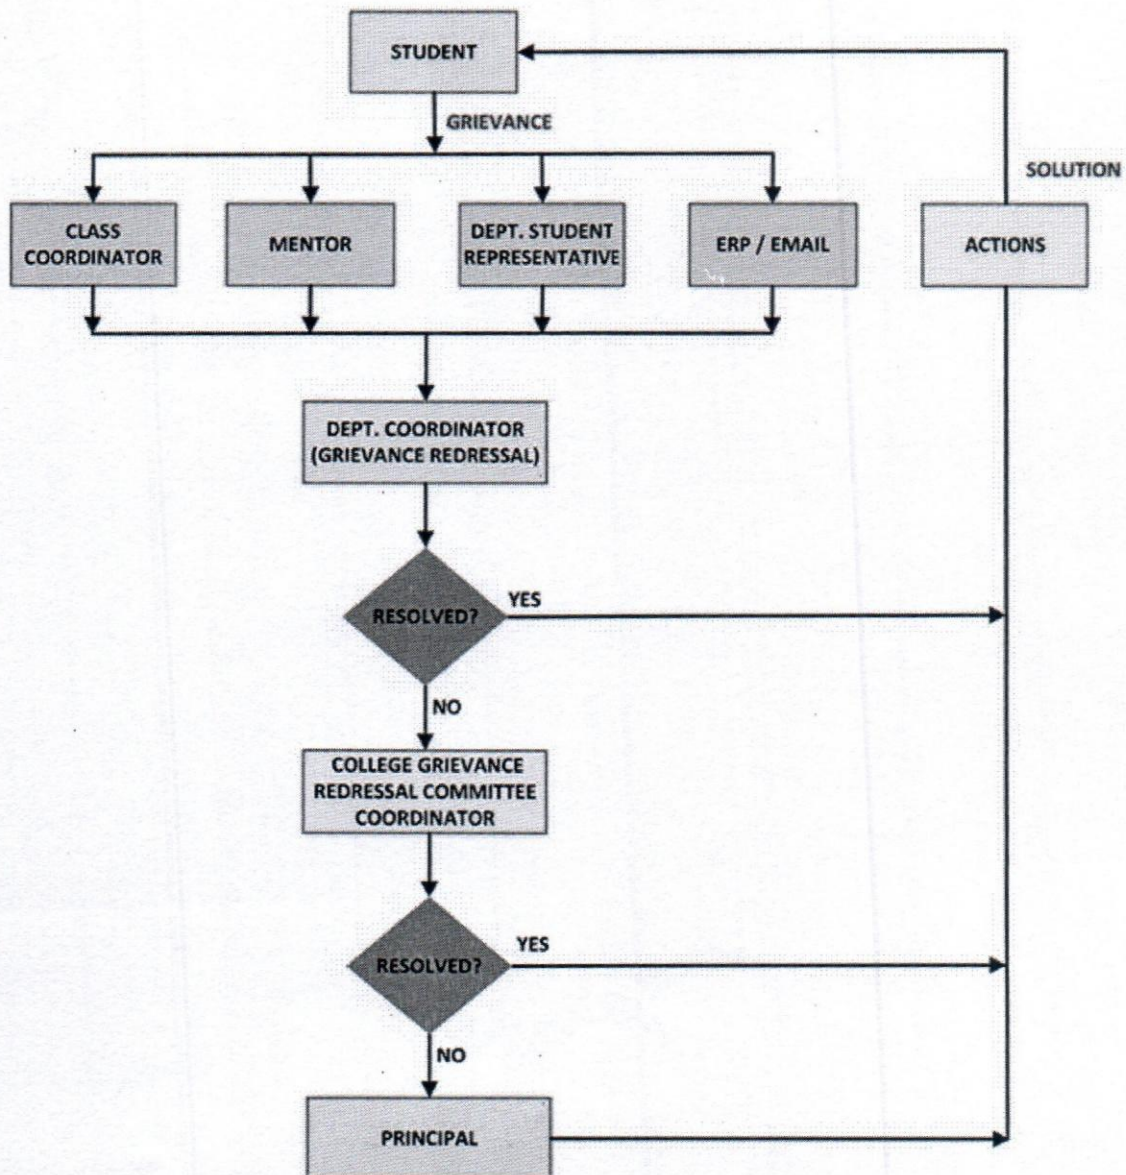 STUDENT
GRIEVANCE
SOLUTION
CLASS
COORDINATOR
MENTOR
DEPT. STUDENT
REPRESENTATIVE
ERP / EMAIL
ACTIONS
DEPT. COORDINATOR
(GRIEVANCE REDRESSAL)
RESOLVED?
YES
NO
COLLEGE GRIEVANCE
REDRESSAL COMMITTEE
COORDINATOR
RESOLVED?
YES
NO
PRINCIPAL